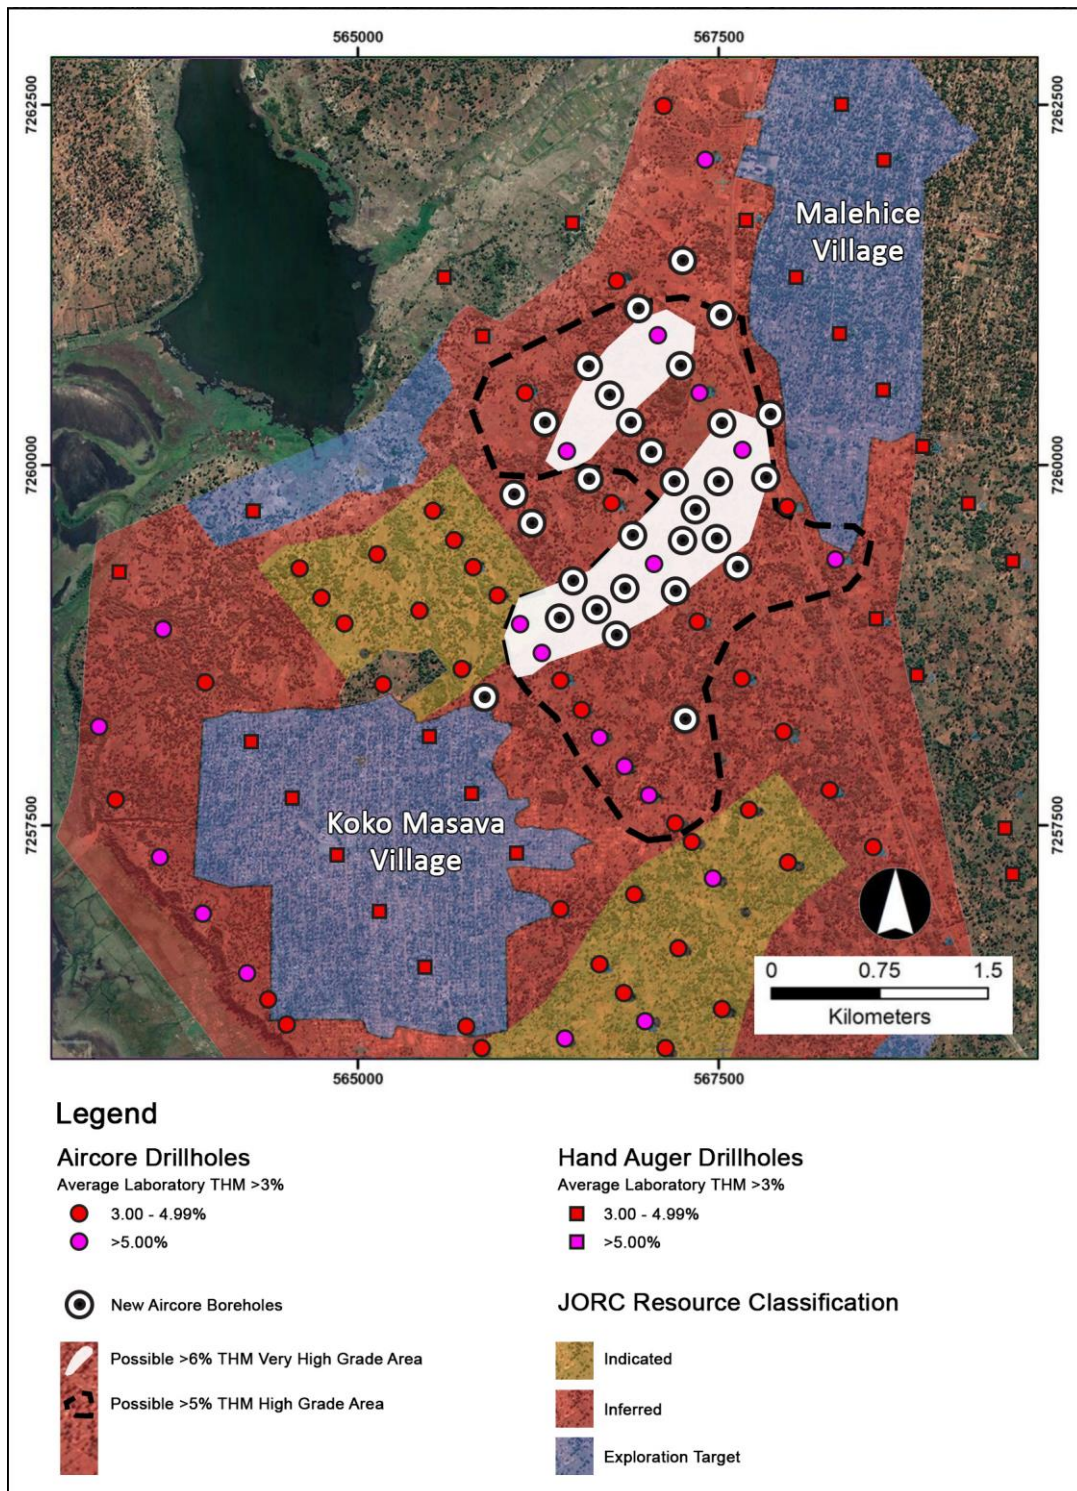 565000
567500
7262500
7262500
Malehice
Village
7260000
7260000
Koko Masava
Village
7257500
7257500
0
0.75
1.5
Kilometers
565000
567500
Legend
Aircore Drillholes
Average Laboratory THM >3%
3.00 - 4.99%
>5.00%
New Aircore Boreholes
Possible >6% THM Very High Grade Area
Possible >5% THM High Grade Area
Hand Auger Drillholes
Average Laboratory THM >3%
3.00 - 4.99%
>5.00%
JORC Resource Classification
Indicated
Inferred
Exploration Target